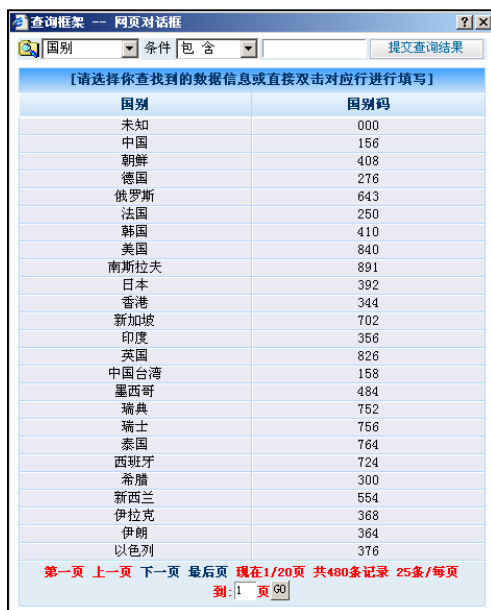 查询框架 -- 网页对话框
国别 条件 包 含 提交查询结果
[请选择你查找到的数据信息或直接双击对应行进行填写]
国别 国别码
未知 000
中国 156
朝鲜 408
德国 276
俄罗斯 643
法国 250
韩国 410
美国 840
南斯拉夫 891
日本 392
香港 344
新加坡 702
印度 356
英国 826
中国台湾 158
墨西哥 484
瑞典 752
瑞士 756
泰国 764
西班牙 724
希腊 300
新西兰 554
伊拉克 368
伊朗 364
以色列 376
第一页 上一页 下一页 最后页 现在1/20页 共480条记录 25条/每页
到:1 页 GO